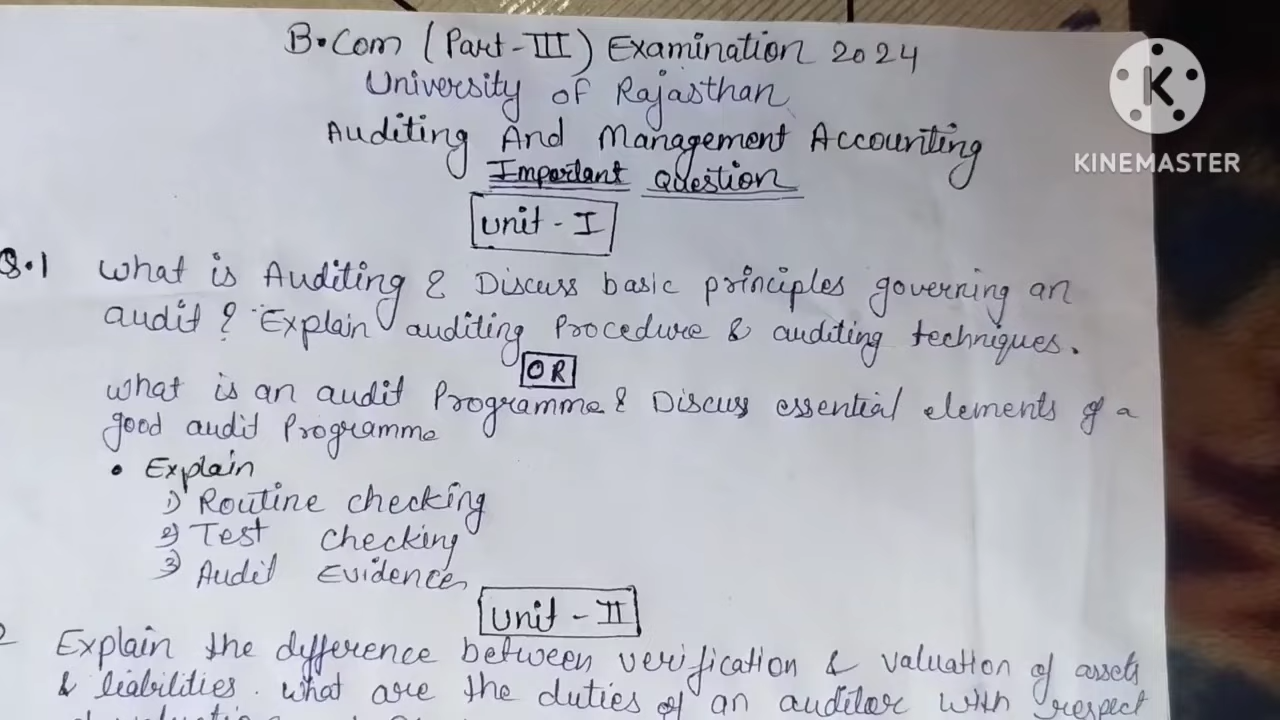 B.Com (Part-III) Examination 2024
University of Rajasthan
Auditing And Management Accounting
Important Question
Unit - I
Q.1 What is Auditing & Discuss basic principles governing an
audit? Explain auditing Procedure & auditing techniques.
OR
What is an audit Programme & Discuss essential elements of a
good audit Programme
• Explain
1) Routine checking
2) Test checking
3) Audit Evidence
Unit - II
2 Explain the difference between verification & valuation of assets
& liabilities. What are the duties of an auditor with respect
K
KINEMASTER